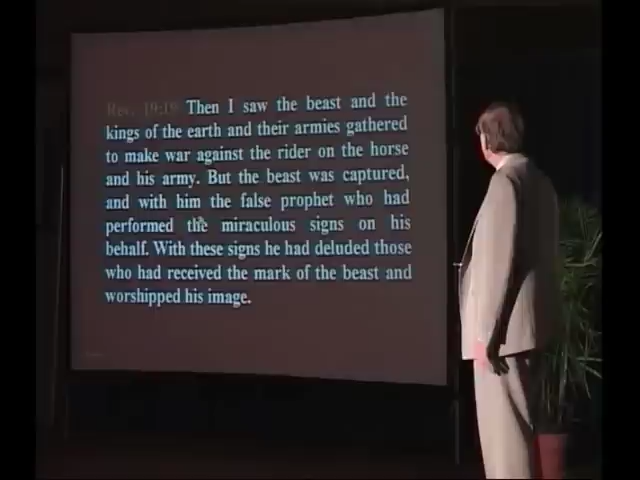 Rev. 19:19 Then I saw the beast and the
kings of the earth and their armies gathered
to make war against the rider on the horse
and his army. But the beast was captured,
and with him the false prophet who had
performed the miraculous signs on his
behalf. With these signs he had deluded those
who had received the mark of the beast and
worshipped his image.